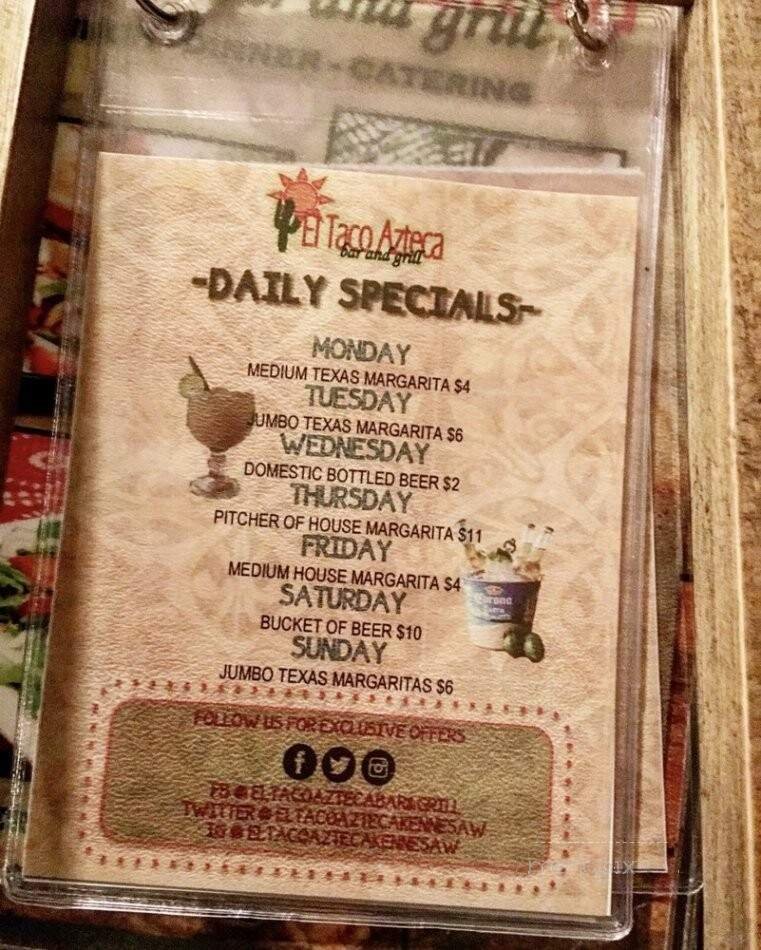 and grill
- CATERING
El Taco Azteca
bar and grill
-DAILY SPECIALS-
MONDAY
MEDIUM TEXAS MARGARITA $4
TUESDAY
JUMBO TEXAS MARGARITA $6
WEDNESDAY
DOMESTIC BOTTLED BEER $2
THURSDAY
PITCHER OF HOUSE MARGARITA $11
FRIDAY
MEDIUM HOUSE MARGARITA $4
SATURDAY
BUCKET OF BEER $10
Corona
SUNDAY
JUMBO TEXAS MARGARITAS $6
FOLLOW US FOR EXCLUSIVE OFFERS
FB @ ELTACOAZTECABAR&GRILL
TWITTER @ ELTACOAZTECAKENNESAW
IG @ ELTACOAZTECAKENNESAW